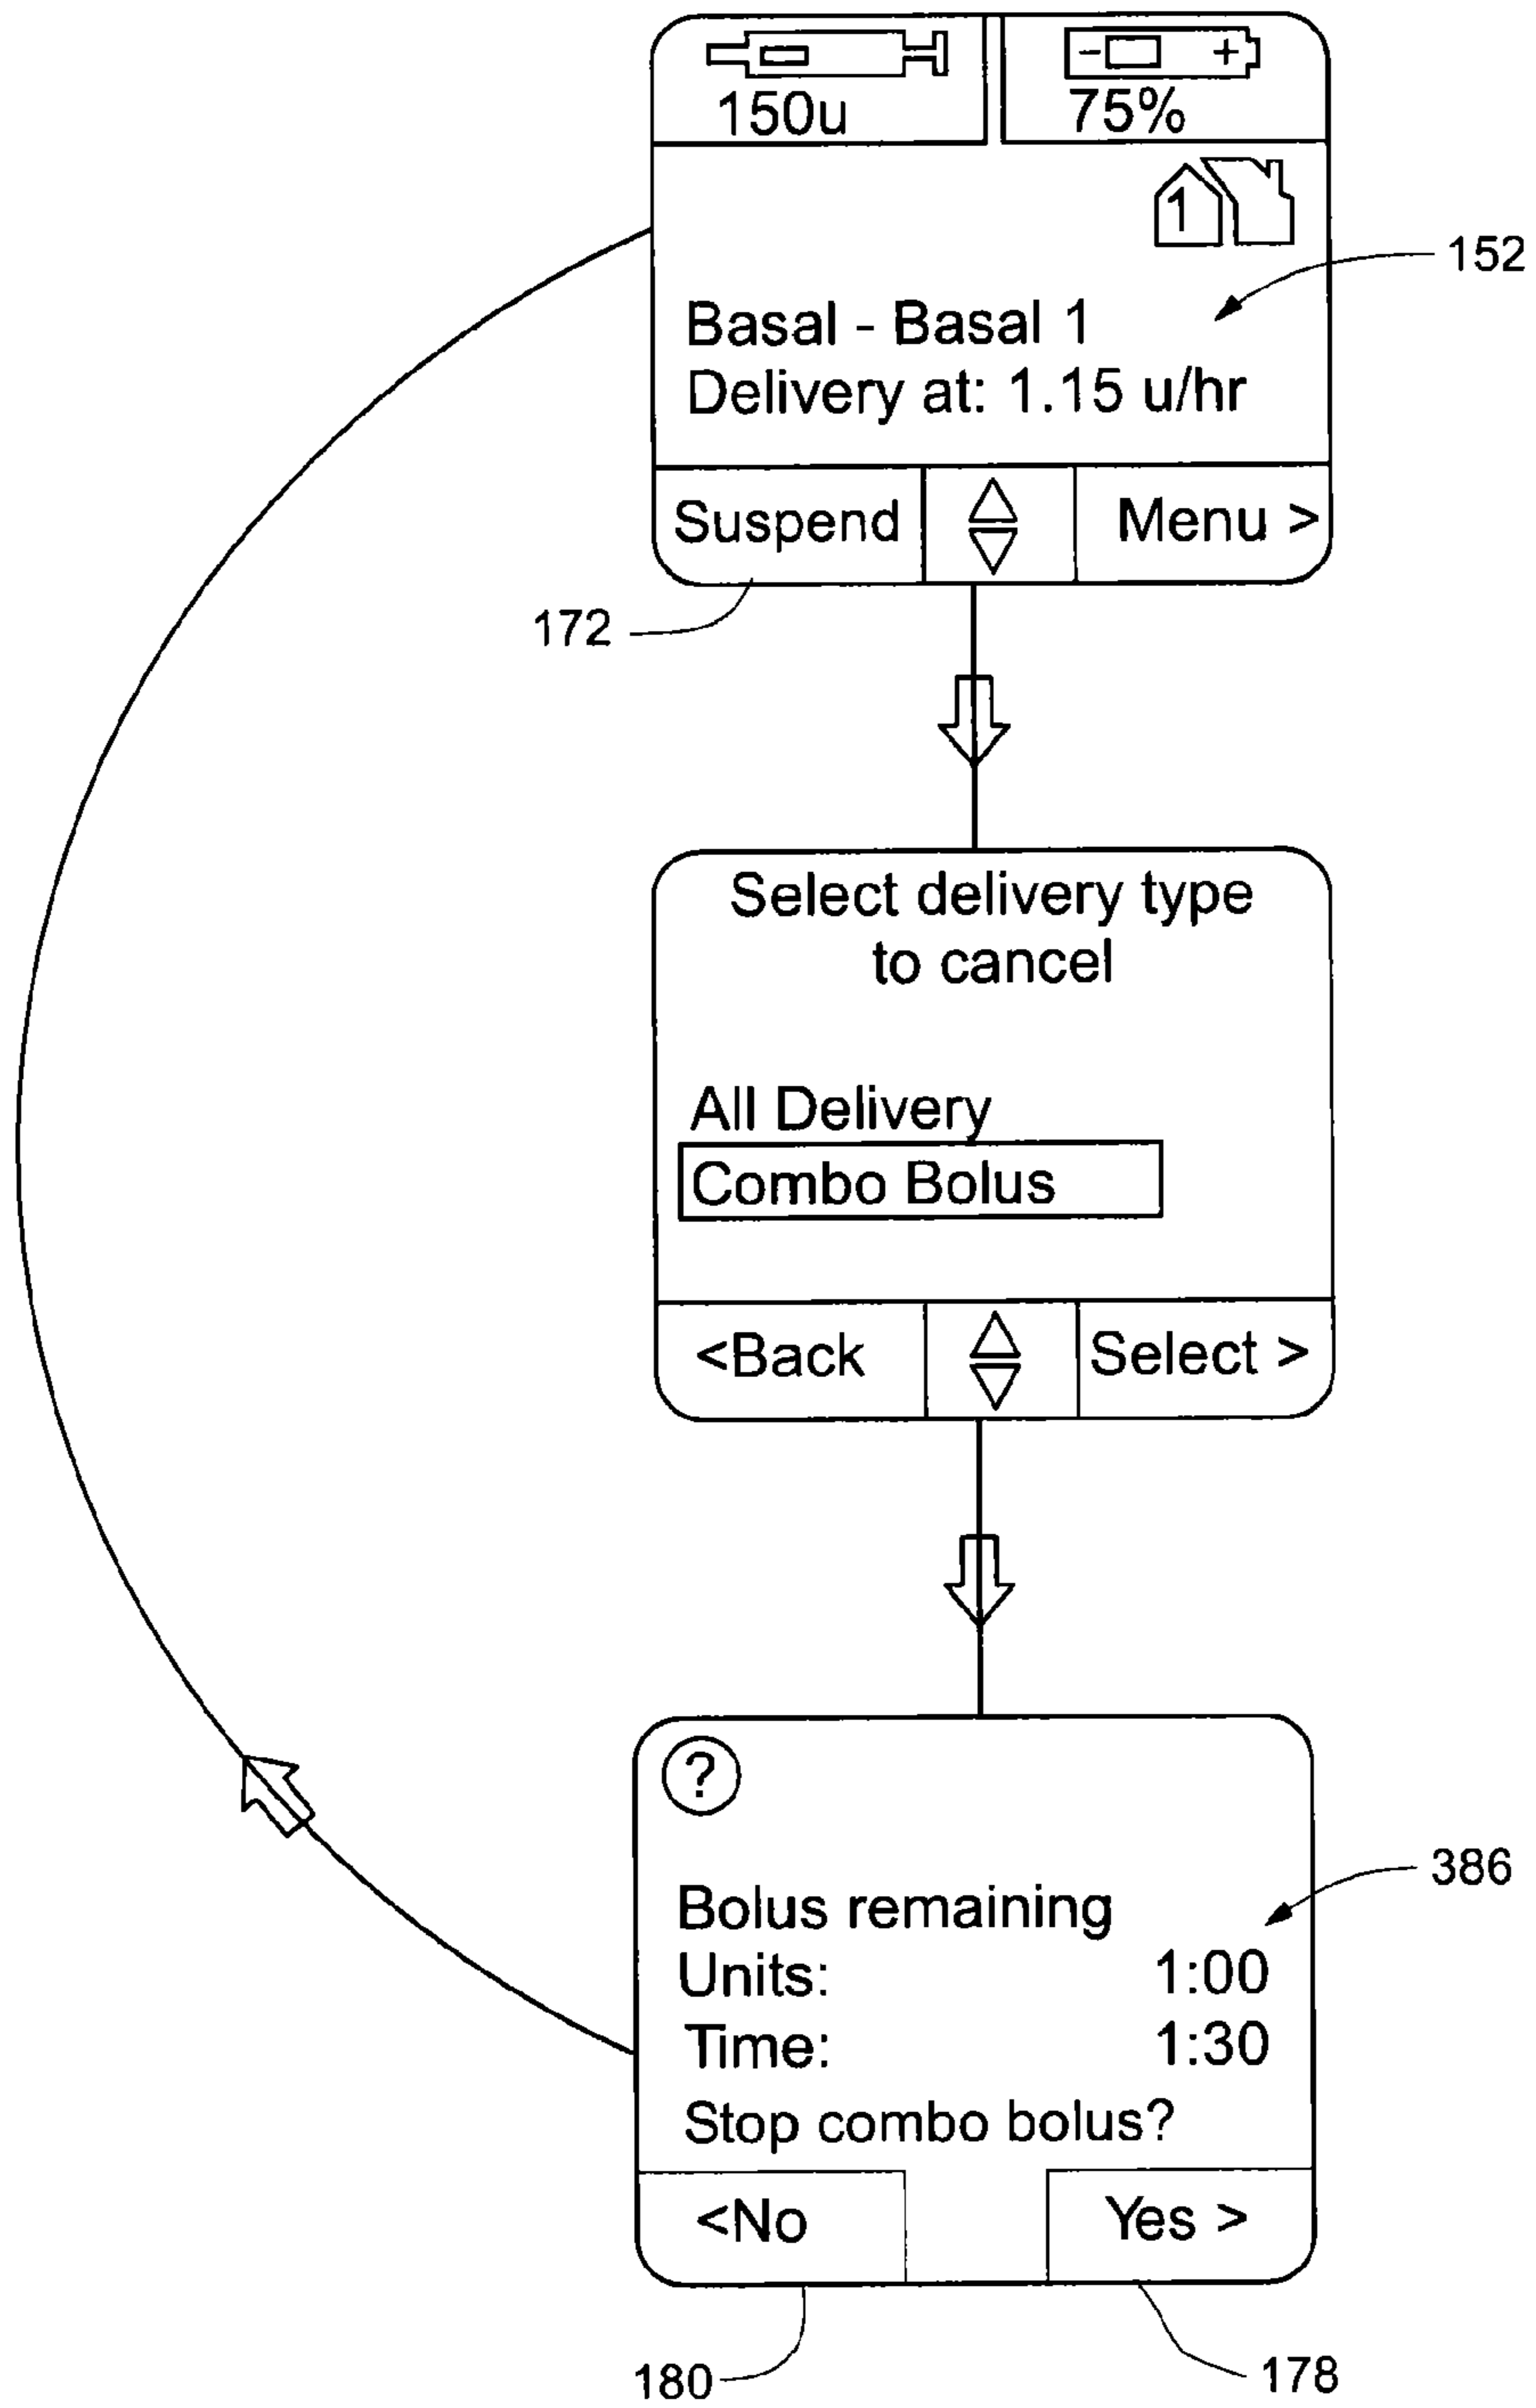 150u
- +
75%
1
152
Basal - Basal 1
Delivery at: 1.15 u/hr
Suspend
Menu >
172
Select delivery type
to cancel
All Delivery
Combo Bolus
<Back
Select >
?
386
Bolus remaining
Units: 1:00
Time: 1:30
Stop combo bolus?
<No
Yes >
180
178